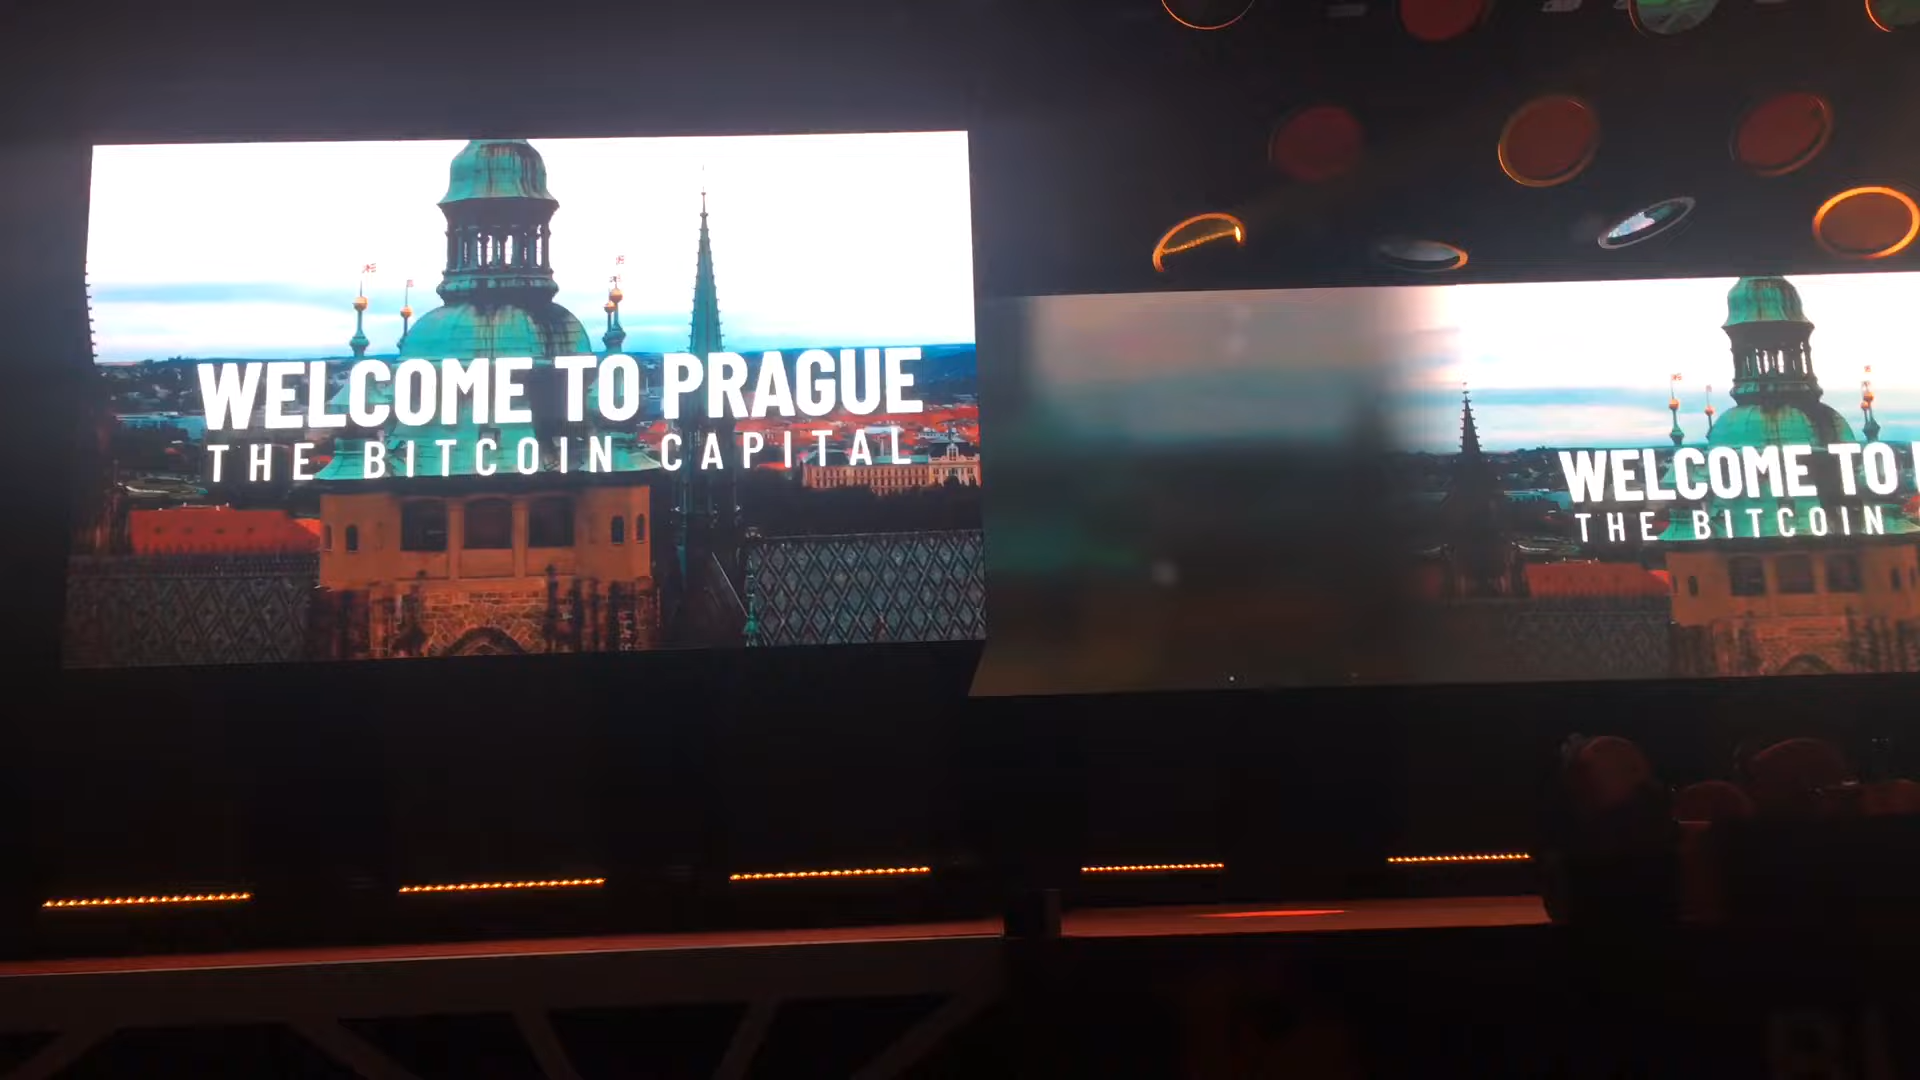 WELCOME TO PRAGUE
THE BITCOIN CAPITAL
WELCOME TO
THE BITCOIN